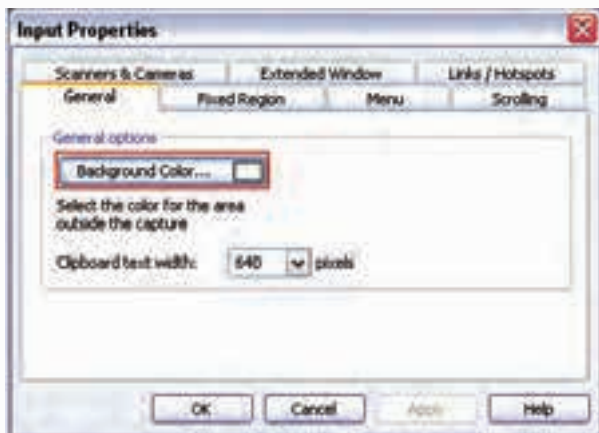 Input Properties
Scanners & Cameras Extended Window Links / Hotspots
General Fixed Region Menu Scrolling
General options
Background Color...
Select the color for the area
outside the capture
Clipboard text width: 640 pixels
OK Cancel Apply Help